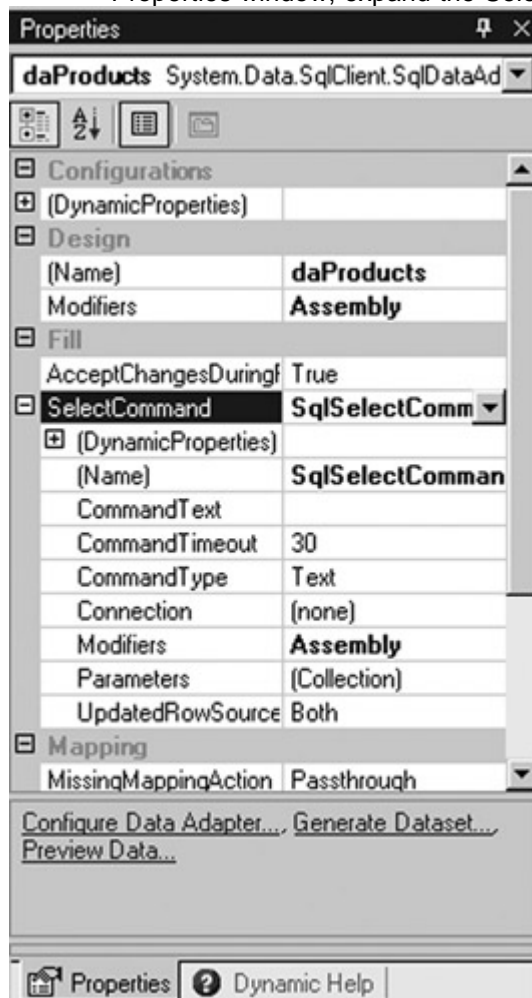 Properties window, expand the Sele
Properties
daProducts System.Data.SqlClient.SqlDataAd
Configurations
(DynamicProperties)
Design
(Name) daProducts
Modifiers Assembly
Fill
AcceptChangesDuringF True
SelectCommand SqlSelectComm
(DynamicProperties)
(Name) SqlSelectComman
CommandText
CommandTimeout 30
CommandType Text
Connection (none)
Modifiers Assembly
Parameters (Collection)
UpdatedRowSource Both
Mapping
MissingMappingAction Passthrough
Configure Data Adapter..., Generate Dataset...,
Preview Data...
Properties Dynamic Help